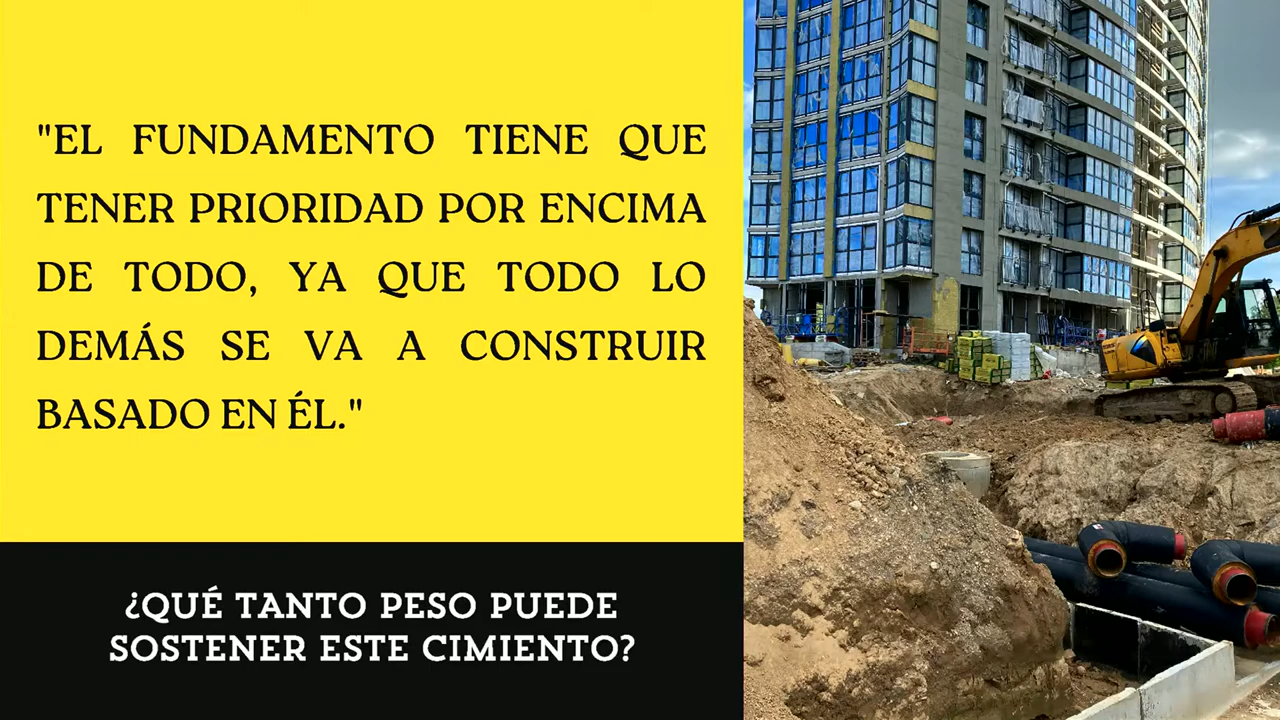 "EL FUNDAMENTO TIENE QUE
TENER PRIORIDAD POR ENCIMA
DE TODO, YA QUE TODO LO
DEMÁS SE VA A CONSTRUIR
BASADO EN ÉL."
¿QUÉ TANTO PESO PUEDE
SOSTENER ESTE CIMIENTO?